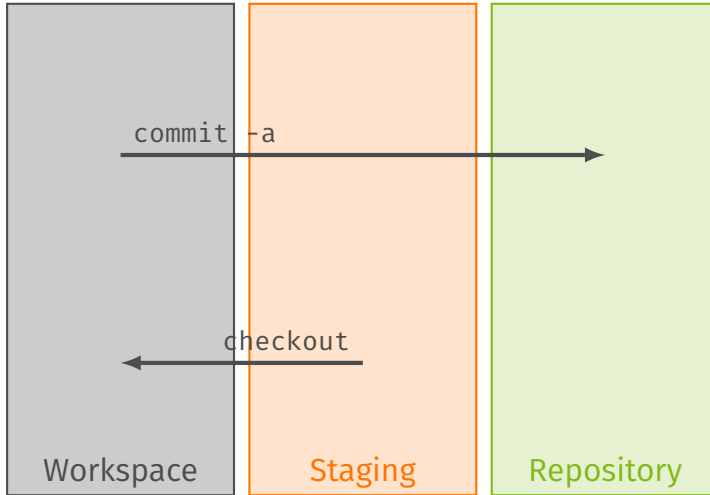 commit -a
checkout
Workspace
Staging
Repository